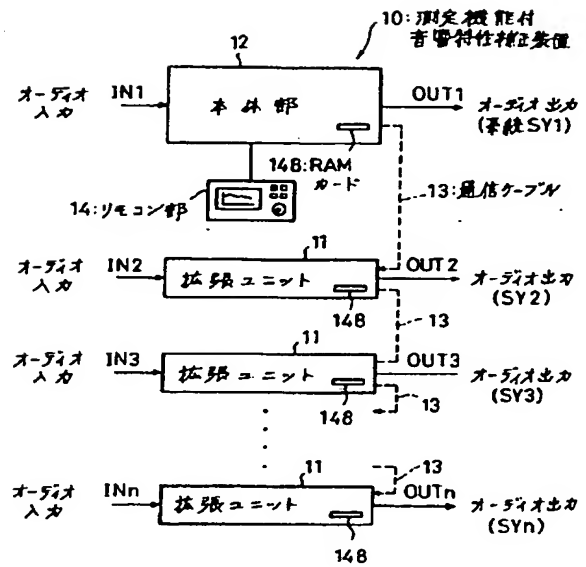 10:測定機能付
音響特性補正装置
12
オーディオ
入力
IN1
本体部
OUT1
オーディオ出力
(系統SY1)
148:RAM
カード
14:リモコン部
13:通信ケーブル
オーディオ
入力
IN2
11
拡張ユニット
148
OUT2
オーディオ出力
(SY2)
13
オーディオ
入力
IN3
11
拡張ユニット
148
OUT3
オーディオ出力
(SY3)
13
オーディオ
入力
INn
11
拡張ユニット
148
13
OUTn
オーディオ出力
(SYn)